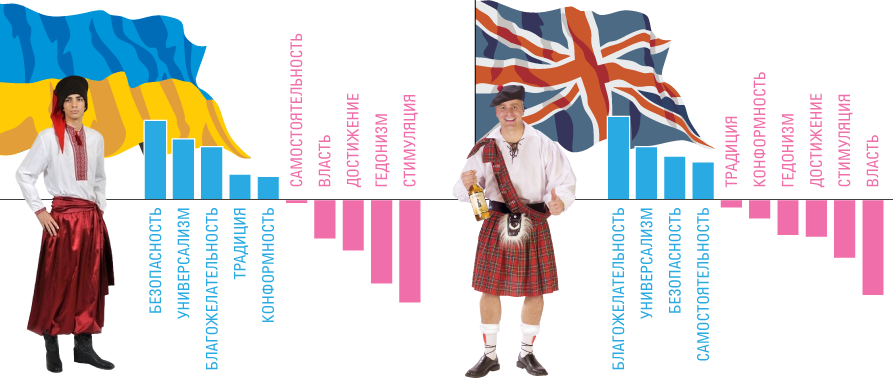 БЕЗОПАСНОСТЬ
УНИВЕРСАЛИЗМ
БЛАГОЖЕЛАТЕЛЬНОСТЬ
ТРАДИЦИЯ
КОНФОРМНОСТЬ
САМОСТОЯТЕЛЬНОСТЬ
ВЛАСТЬ
ДОСТИЖЕНИЕ
ГЕДОНИЗМ
СТИМУЛЯЦИЯ
БЛАГОЖЕЛАТЕЛЬНОСТЬ
УНИВЕРСАЛИЗМ
БЕЗОПАСНОСТЬ
САМОСТОЯТЕЛЬНОСТЬ
ТРАДИЦИЯ
КОНФОРМНОСТЬ
ГЕДОНИЗМ
ДОСТИЖЕНИЕ
СТИМУЛЯЦИЯ
ВЛАСТЬ